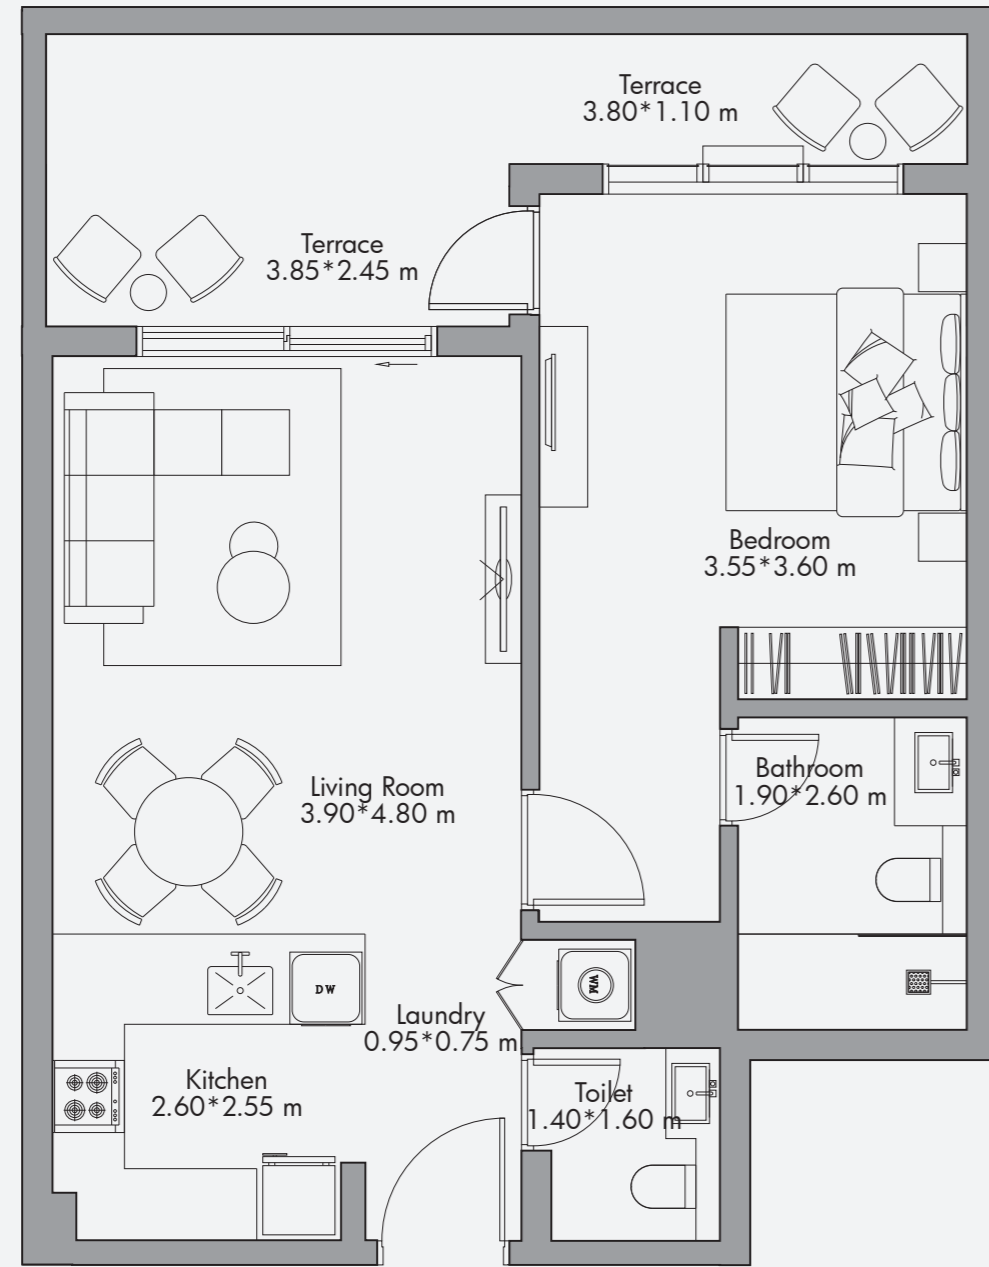 Terrace
3.80*1.10 m
Terrace
3.85*2.45 m
Bedroom
3.55*3.60 m
Living Room
3.90*4.80 m
Bathroom
1.90*2.60 m
DW
WM
Laundry
0.95*0.75 m
Kitchen
2.60*2.55 m
Toilet
1.40*1.60 m